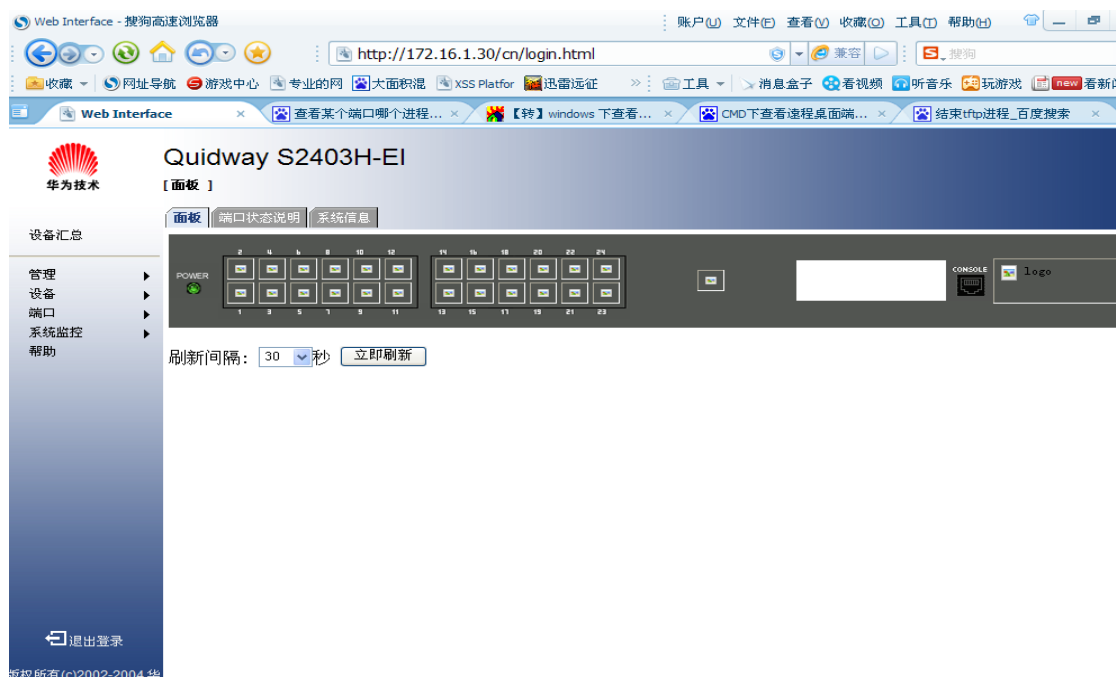 Web Interface - 搜狗高速浏览器 账户(U) 文件(F) 查看(V) 收藏(O) 工具(T) 帮助(H)
http://172.16.1.30/cn/login.html 兼容 搜狗
收藏 网址导航 游戏中心 专业的网 大面积混 XSS Platfor 迅雷远征 » 工具 消息盒子 看视频 听音乐 玩游戏 new 看新
Web Interface × 查看某个端口哪个进程... × 【转】windows 下查看... × CMD下查看远程桌面端... × 结束tftp进程_百度搜索 ×
华为技术
Quidway S2403H-EI
[面板 ]
面板 端口状态说明 系统信息
设备汇总
管理
设备
端口
系统监控
帮助
2 4 6 8 10 12 14 16 18 20 22 24
POWER CONSOLE logo
1 3 5 7 9 11 13 15 17 19 21 23
刷新间隔: 30 秒 立即刷新
退出登录
版权所有(c)2002-2004 华